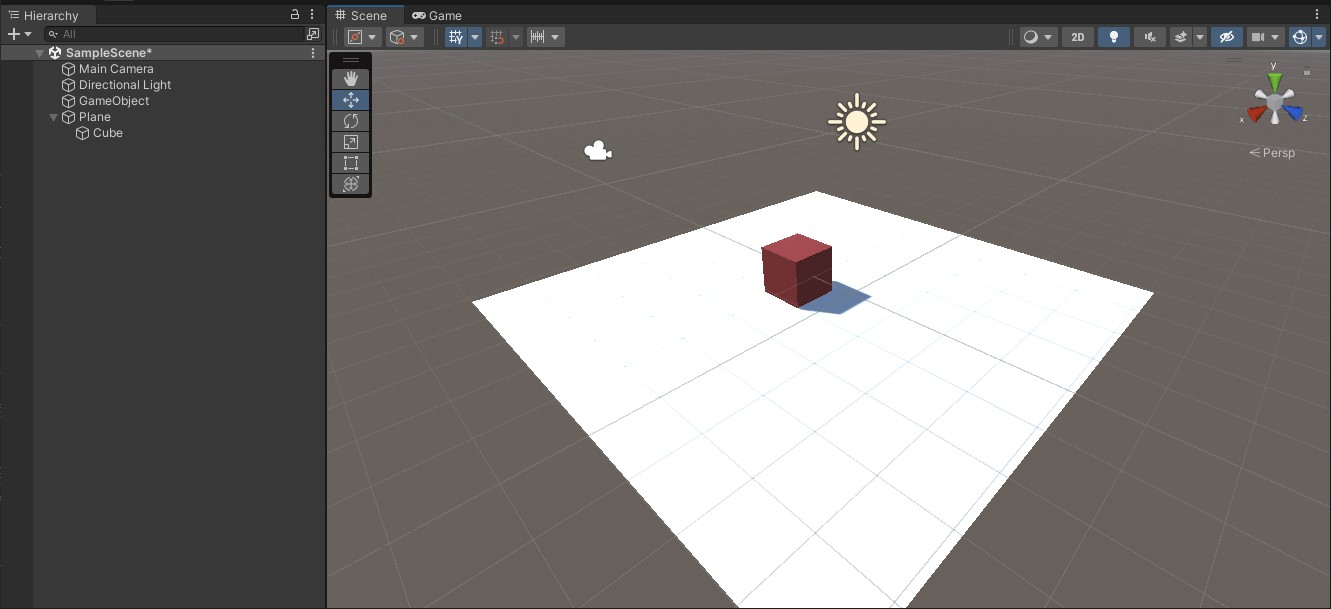 Hierarchy
All
SampleScene*
Main Camera
Directional Light
GameObject
Plane
Cube
Scene
Game
2D
y
x
z
Persp